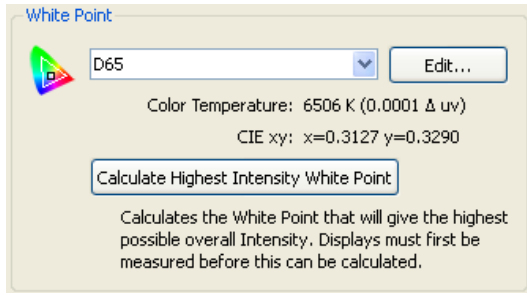 White Point
D65
Edit...
Color Temperature: 6506 K (0.0001 Δ uv)
CIE xy: x=0.3127 y=0.3290
Calculate Highest Intensity White Point
Calculates the White Point that will give the highest
possible overall Intensity. Displays must first be
measured before this can be calculated.